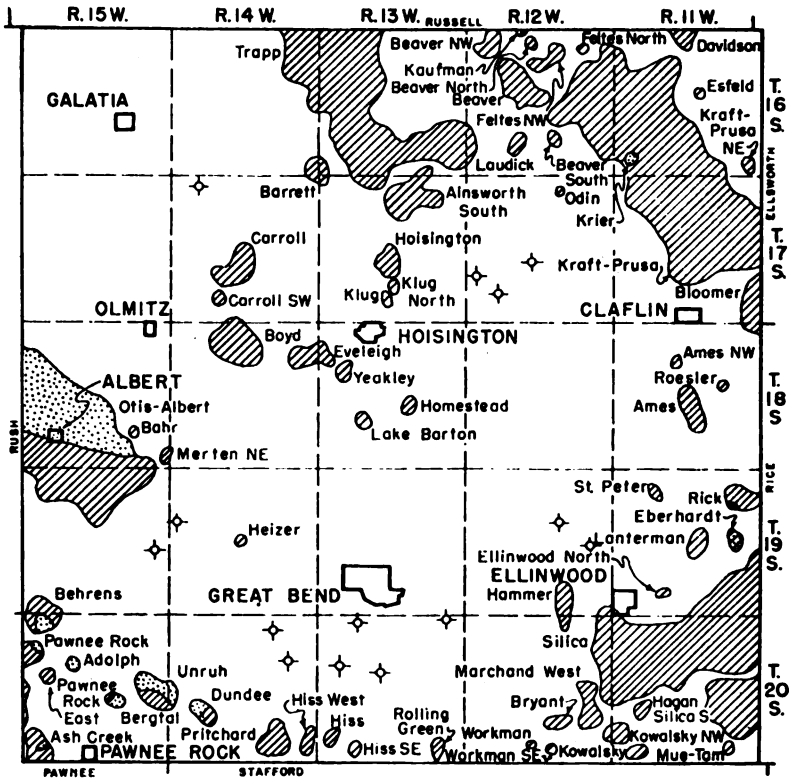 R. 15 W.
R. 14 W.
R. 13 W.
RUSSELL
R. 12 W.
R. 11 W.
Trapp
Beaver NW
Feltes North
Davidson
Kaufman
Beaver North
Beaver
Esfeld
T.
16
S.
GALATIA
Feltes NW
Kraft-
Prusa
NE
Laudick
Beaver
South
ELLSWORTH
Barrett
Ainsworth
South
Odin
Krier
Carroll
Hoisington
T.
17
S.
Kraft-Prusa
Carroll SW
Klug
Klug
North
Bloomer
OLMITZ
CLAFLIN
Boyd
HOISINGTON
Eveleigh
Ames NW
Yeakley
Roesler
ALBERT
T.
18
S
Otis-Albert
Bahr
Homestead
Ames
Lake Barton
RUSH
Merten NE
RICE
St. Peter
Rick
Eberhardt
Heizer
Lanterman
T.
19
S.
Ellinwood North
ELLINWOOD
Behrens
GREAT BEND
Hammer
Pawnee Rock
Silica
Adolph
Unruh
Marchand West
T.
20
S.
Pawnee
Rock
East
Dundee
Hiss West
Bryant
Hogan
Silica S.
Bergtal
Pritchard
Hiss
Rolling
Green
Workman
Kowalsky NW
Ash Creek
PAWNEE ROCK
Hiss SE
Workman SE
Kowalsky
Mue-Tam
PAWNEE
STAFFORD